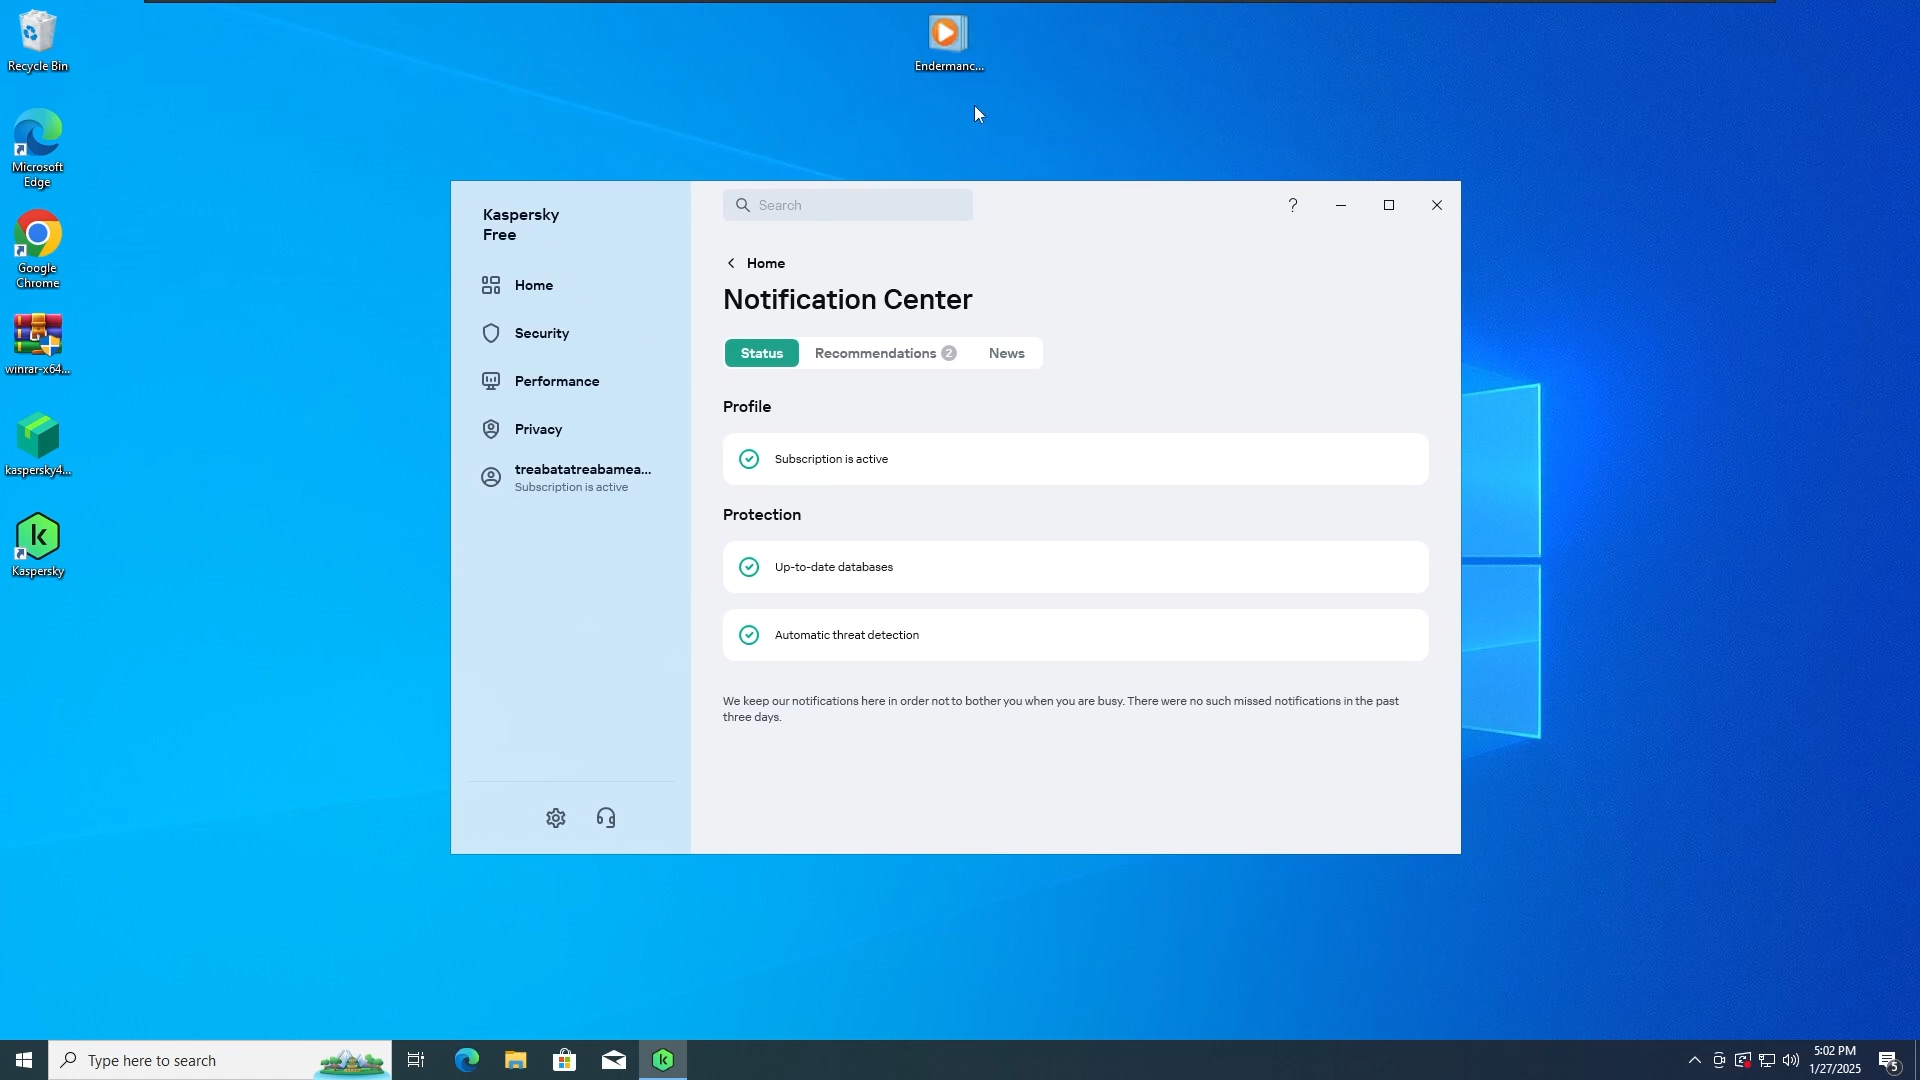 Recycle Bin
Endermanc...
Microsoft
Edge
Google
Chrome
winrar-x64...
kaspersky4...
Kaspersky
Kaspersky
Free
Home
Security
Performance
Privacy
treabatatreabamea...
Subscription is active
Search
?
Home
Notification Center
Status
Recommendations 2
News
Profile
Subscription is active
Protection
Up-to-date databases
Automatic threat detection
We keep our notifications here in order not to bother you when you are busy. There were no such missed notifications in the past
three days.
Type here to search
5:02 PM
1/27/2025
5